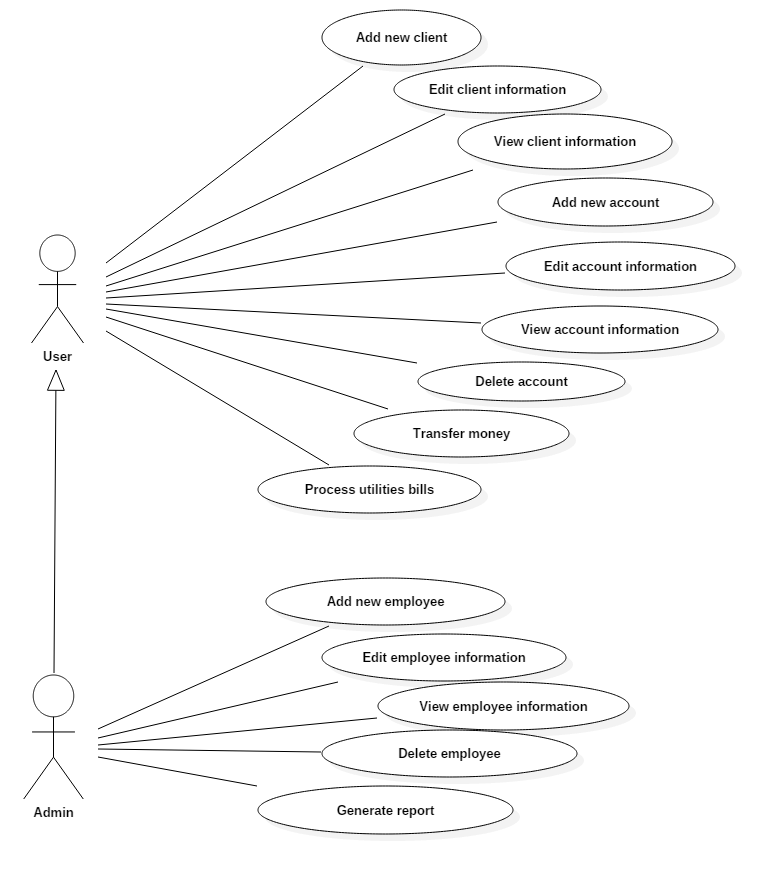 Add new client
Edit client information
View client information
Add new account
Edit account information
View account information
User
Delete account
Transfer money
Process utilities bills
Add new employee
Edit employee information
View employee information
Delete employee
Generate report
Admin